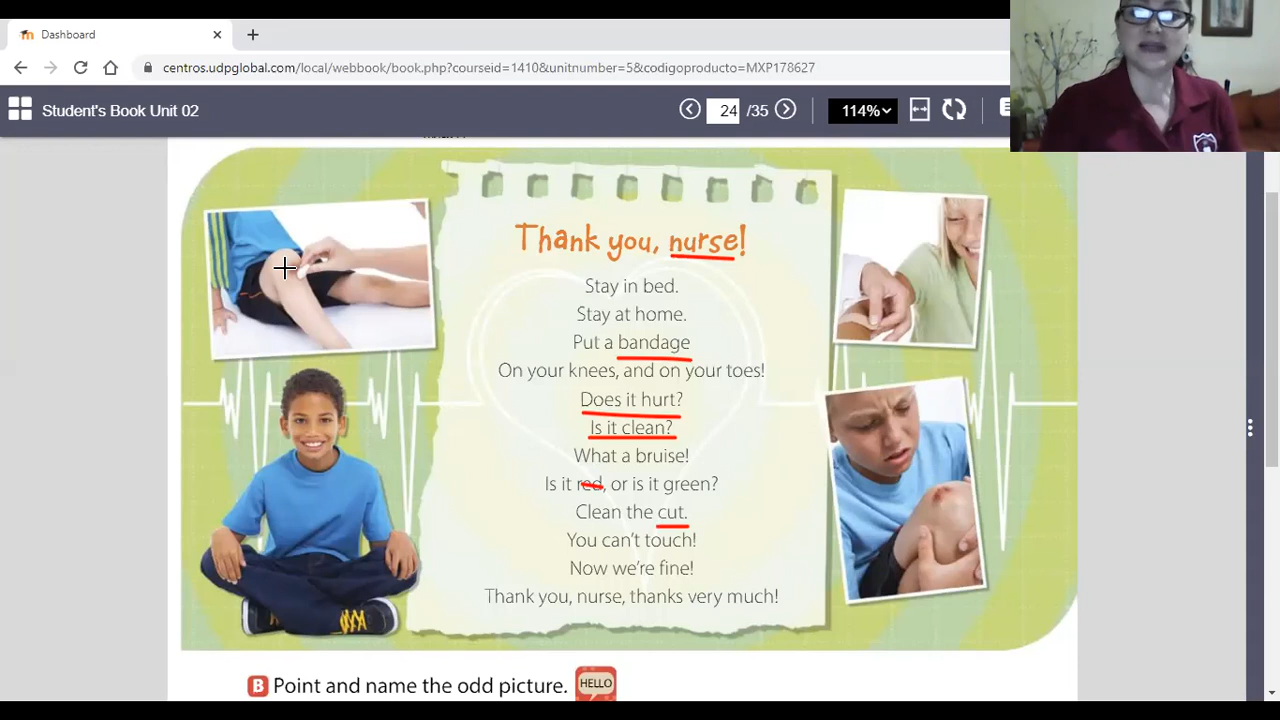 Dashboard
centros.udpglobal.com/local/webbook/book.php?courseid=1410&unitnumber=5&codigoproducto=MXP178627
Student's Book Unit 02
24 /35
114%
Thank you, nurse!
Stay in bed.
Stay at home.
Put a bandage
On your knees, and on your toes!
Does it hurt?
Is it clean?
What a bruise!
Is it red, or is it green?
Clean the cut.
You can't touch!
Now we're fine!
Thank you, nurse, thanks very much!
B Point and name the odd picture.
HELLO